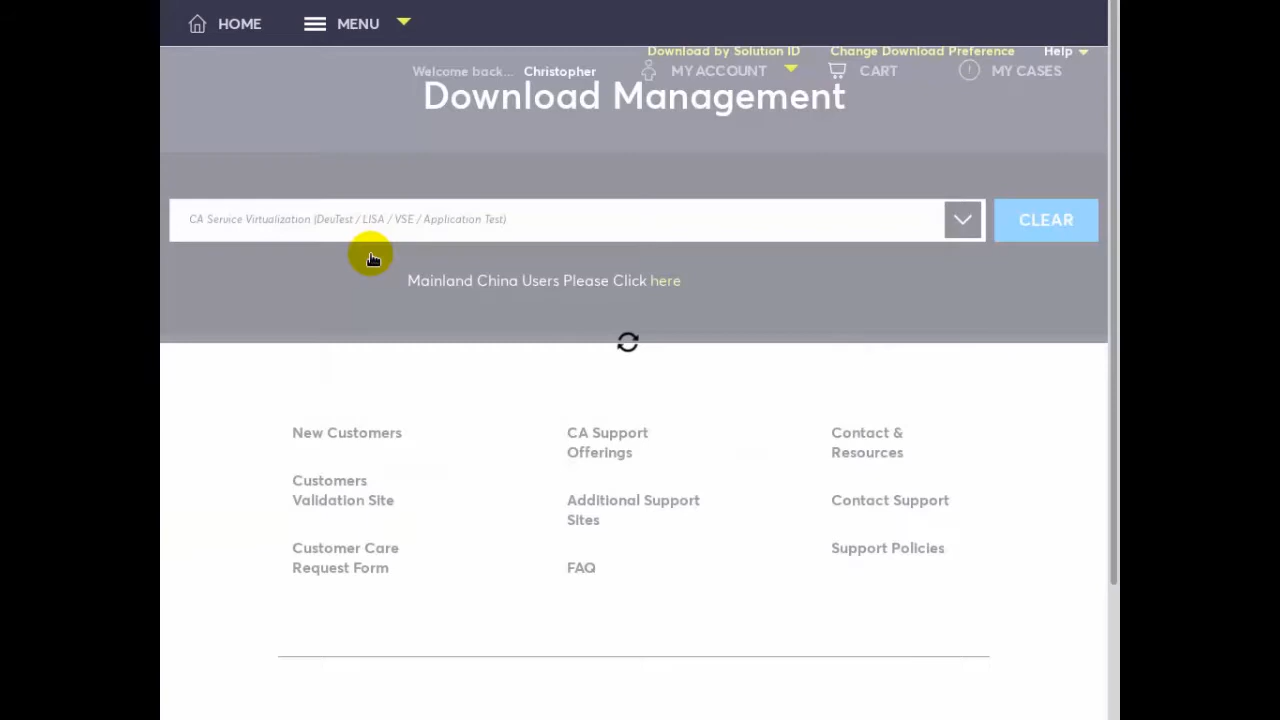 HOME
MENU
Download by Solution ID
Change Download Preference
Help
Welcome back...
Christopher
MY ACCOUNT
CART
MY CASES
Download Management
CA Service Virtualization (DevTest / LISA / VSE / Application Test)
CLEAR
Mainland China Users Please Click here
New Customers
Customers
Validation Site
Customer Care
Request Form
CA Support
Offerings
Additional Support
Sites
FAQ
Contact &
Resources
Contact Support
Support Policies